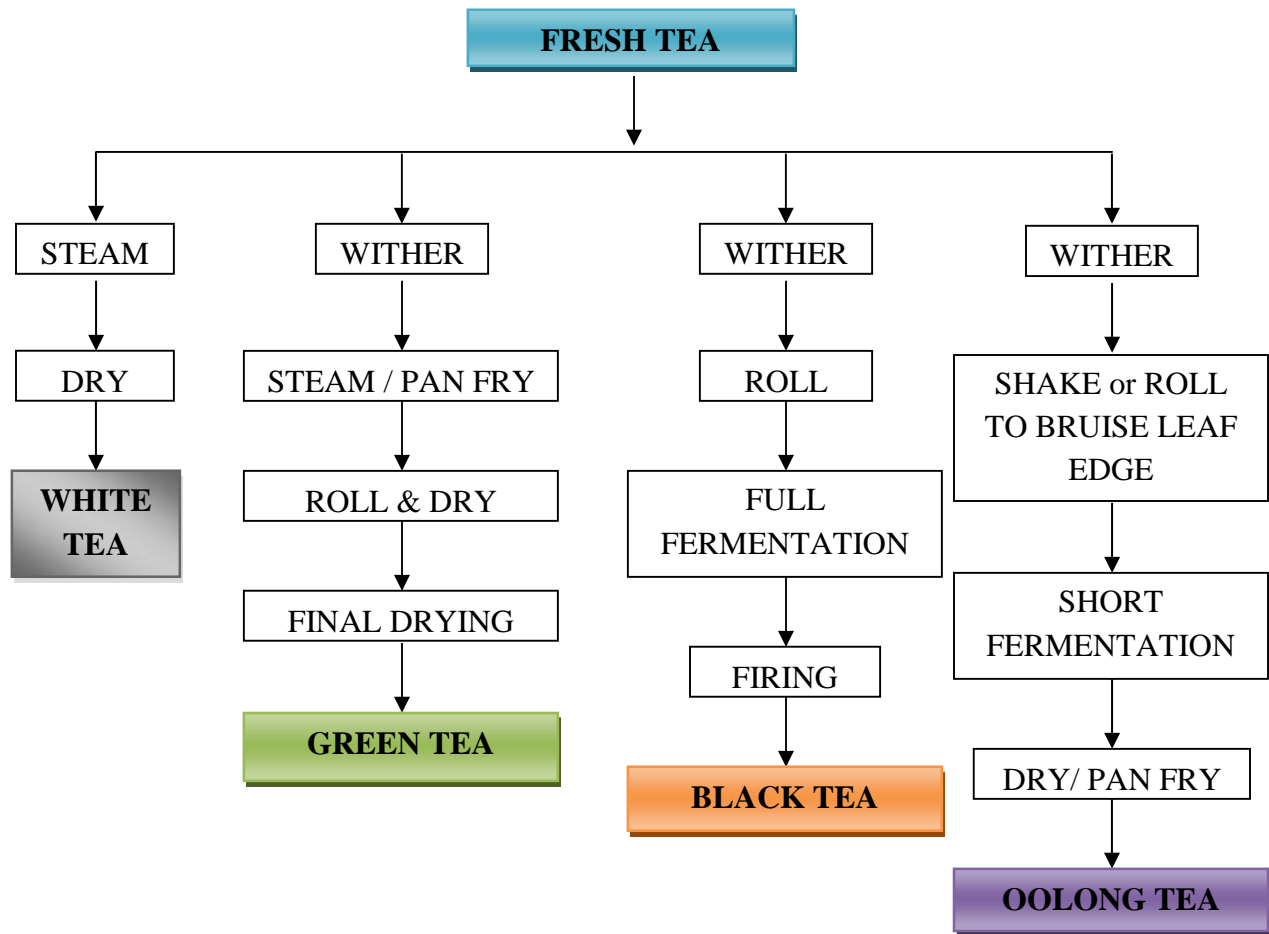 FRESH TEA
STEAM
DRY
WHITE
TEA
WITHER
STEAM / PAN FRY
ROLL & DRY
FINAL DRYING
GREEN TEA
WITHER
ROLL
FULL
FERMENTATION
FIRING
BLACK TEA
WITHER
SHAKE or ROLL
TO BRUISE LEAF
EDGE
SHORT
FERMENTATION
DRY/ PAN FRY
OOLONG TEA